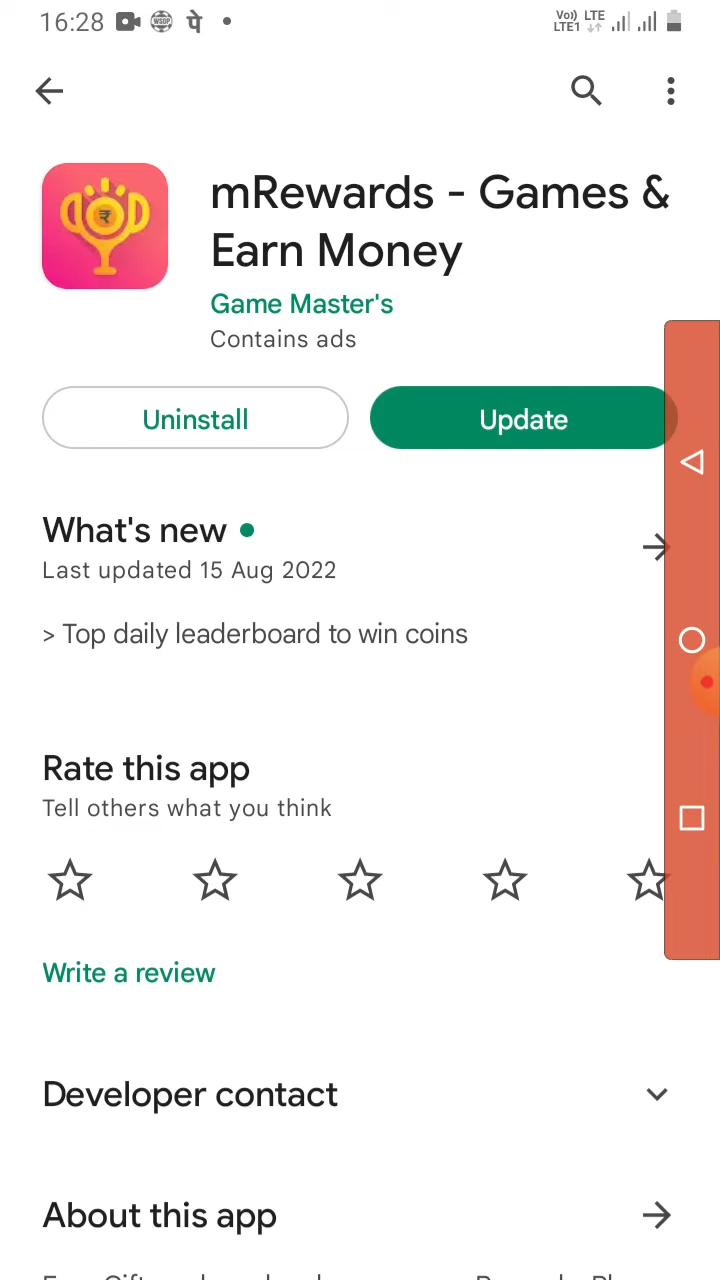 16:28 WSOP पे
Vo)) LTE
LTE1
mRewards - Games &
Earn Money
Game Master's
Contains ads
Uninstall
Update
What's new
Last updated 15 Aug 2022
> Top daily leaderboard to win coins
Rate this app
Tell others what you think
Write a review
Developer contact
About this app